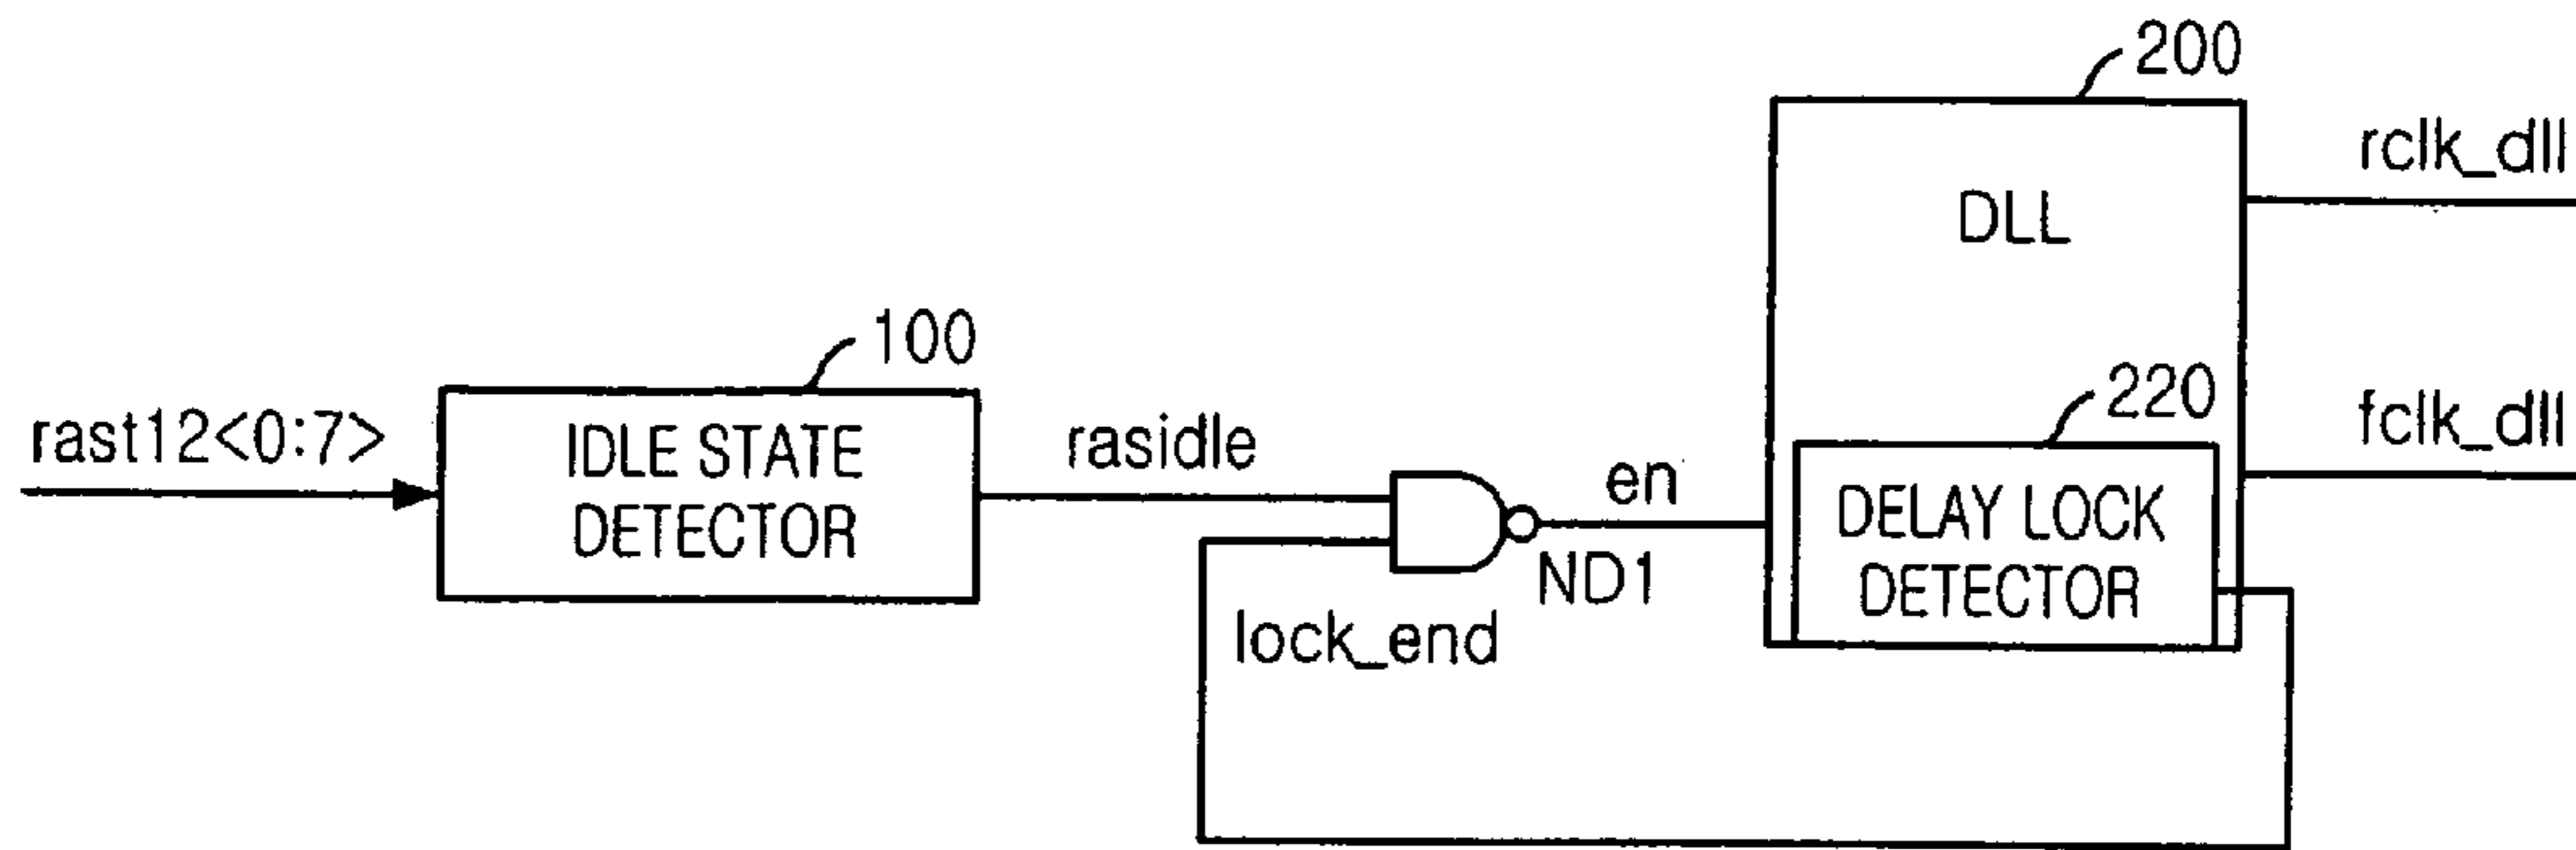 200
rclk_dll
DLL
100
220
fclk_dll
rast12<0:7>
IDLE STATE
DETECTOR
rasidle
en
DELAY LOCK
DETECTOR
ND1
lock_end